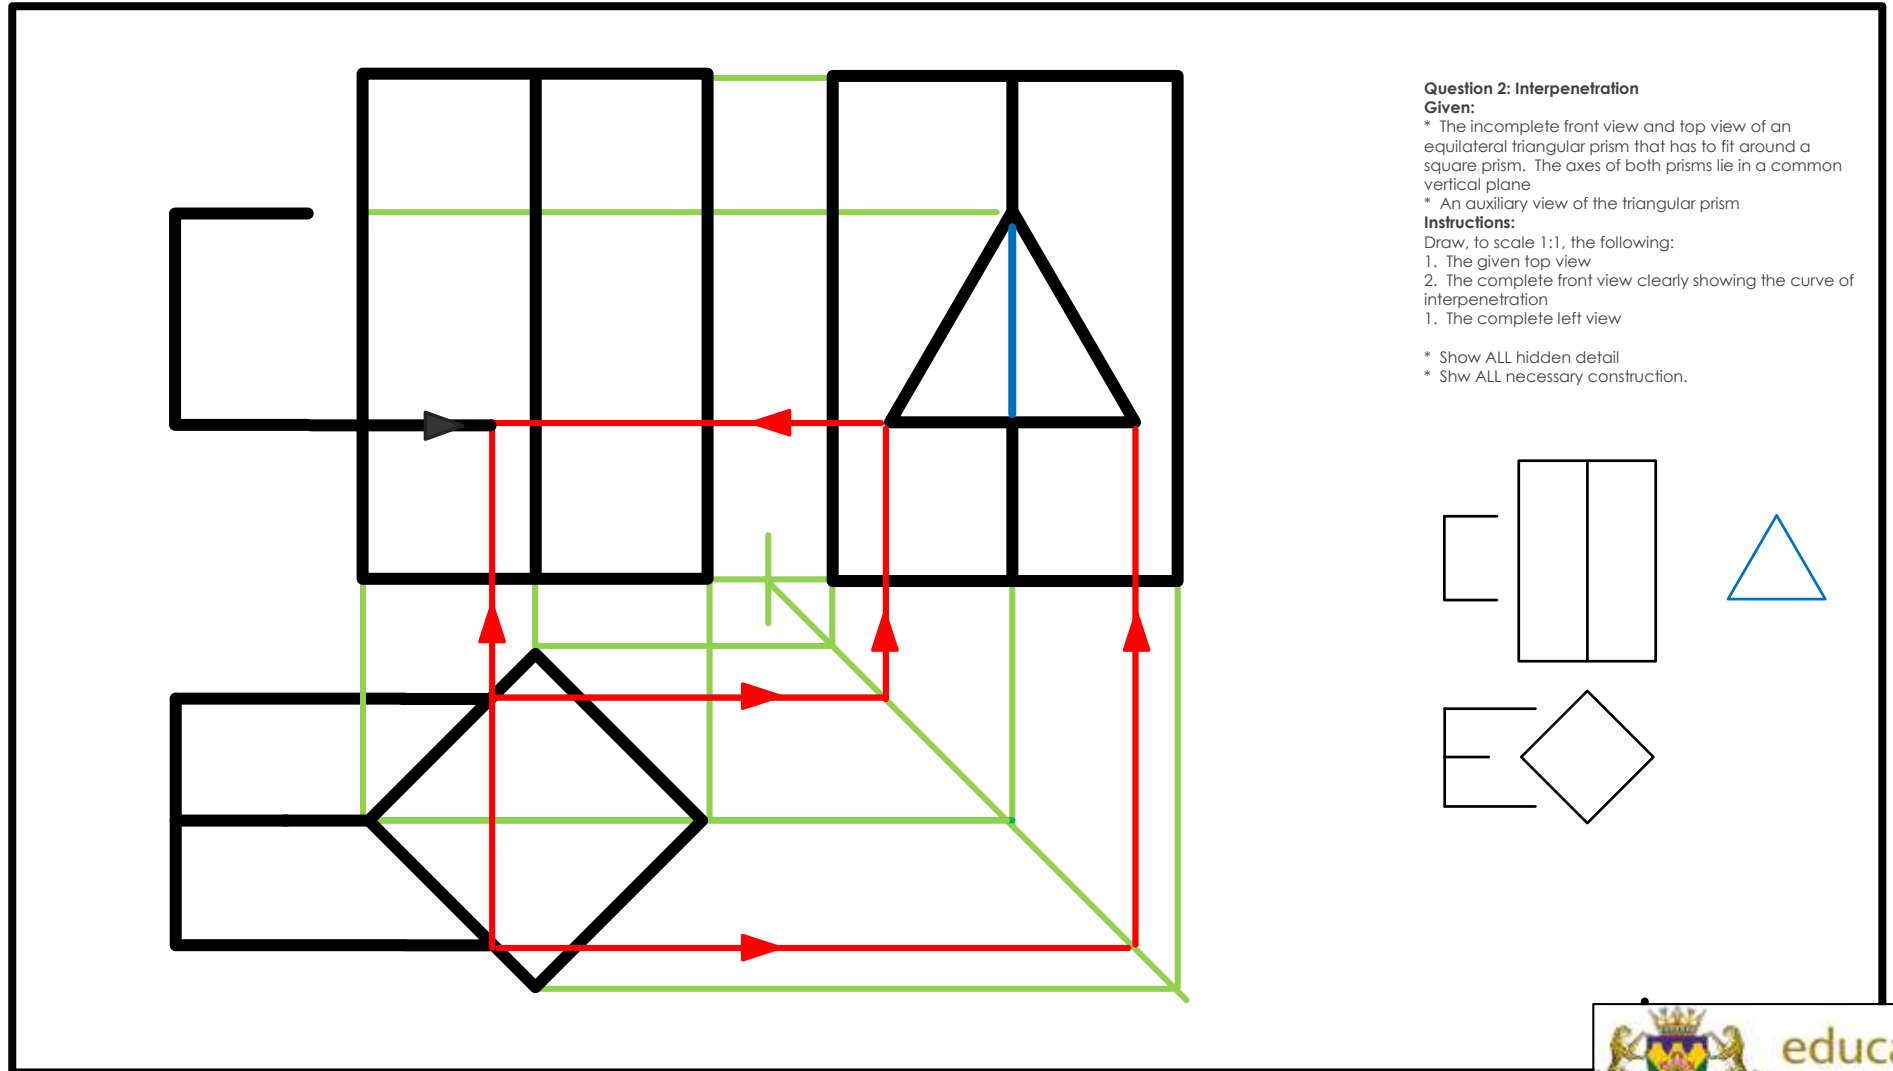 Question 2: Interpenetration
Given:
* The incomplete front view and top view of an
equilateral triangular prism that has to fit around a
square prism. The axes of both prisms lie in a common
vertical plane
* An auxiliary view of the triangular prism
Instructions:
Draw, to scale 1:1, the following:
1. The given top view
2. The complete front view clearly showing the curve of
interpenetration
1. The complete left view
* Show ALL hidden detail
* Shw ALL necessary construction.
educa